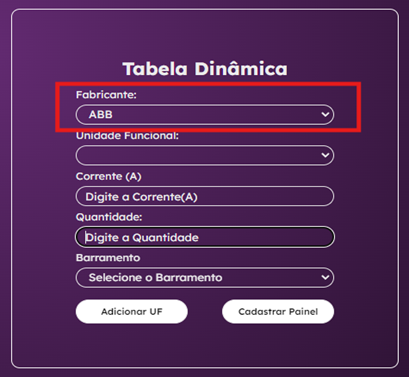 Tabela Dinâmica
Fabricante:
ABB
Unidade Funcional:
Corrente (A)
Digite a Corrente(A)
Quantidade:
Digite a Quantidade
Barramento
Selecione o Barramento
Adicionar UF
Cadastrar Painel